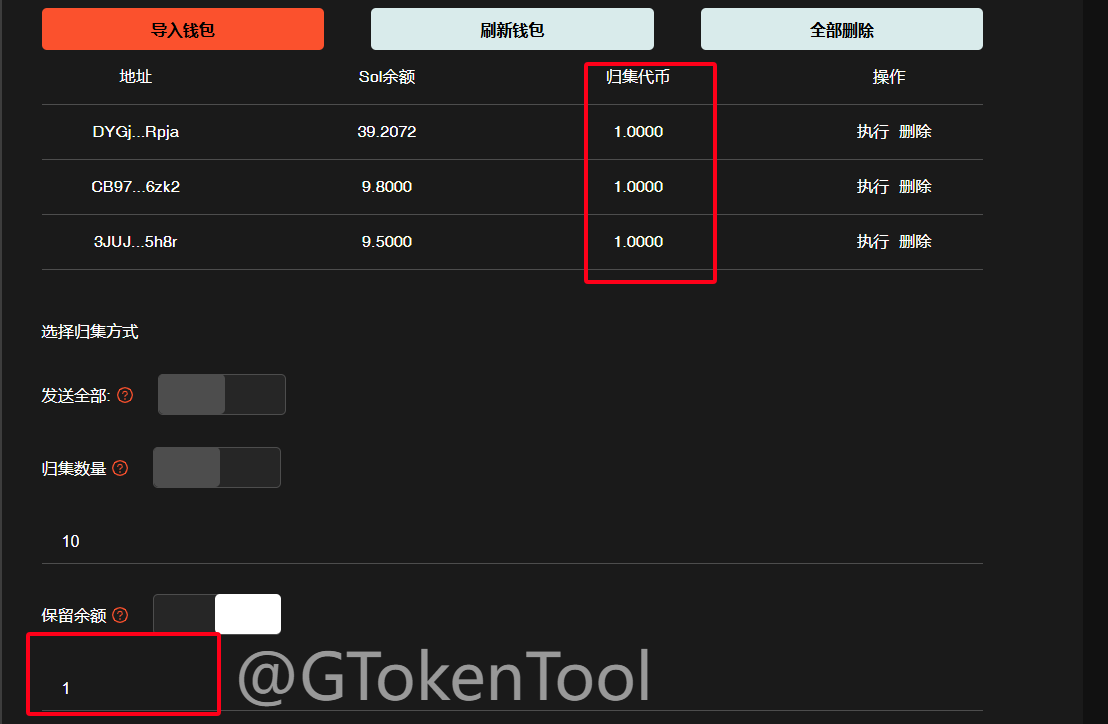 导入钱包 刷新钱包 全部删除
地址 Sol余额 归集代币 操作
DYGj...Rpja 39.2072 1.0000 执行 删除
CB97...6zk2 9.8000 1.0000 执行 删除
3JUJ...5h8r 9.5000 1.0000 执行 删除
选择归集方式
发送全部: ?
归集数量 ?
10
保留余额 ?
1
@GTokenTool